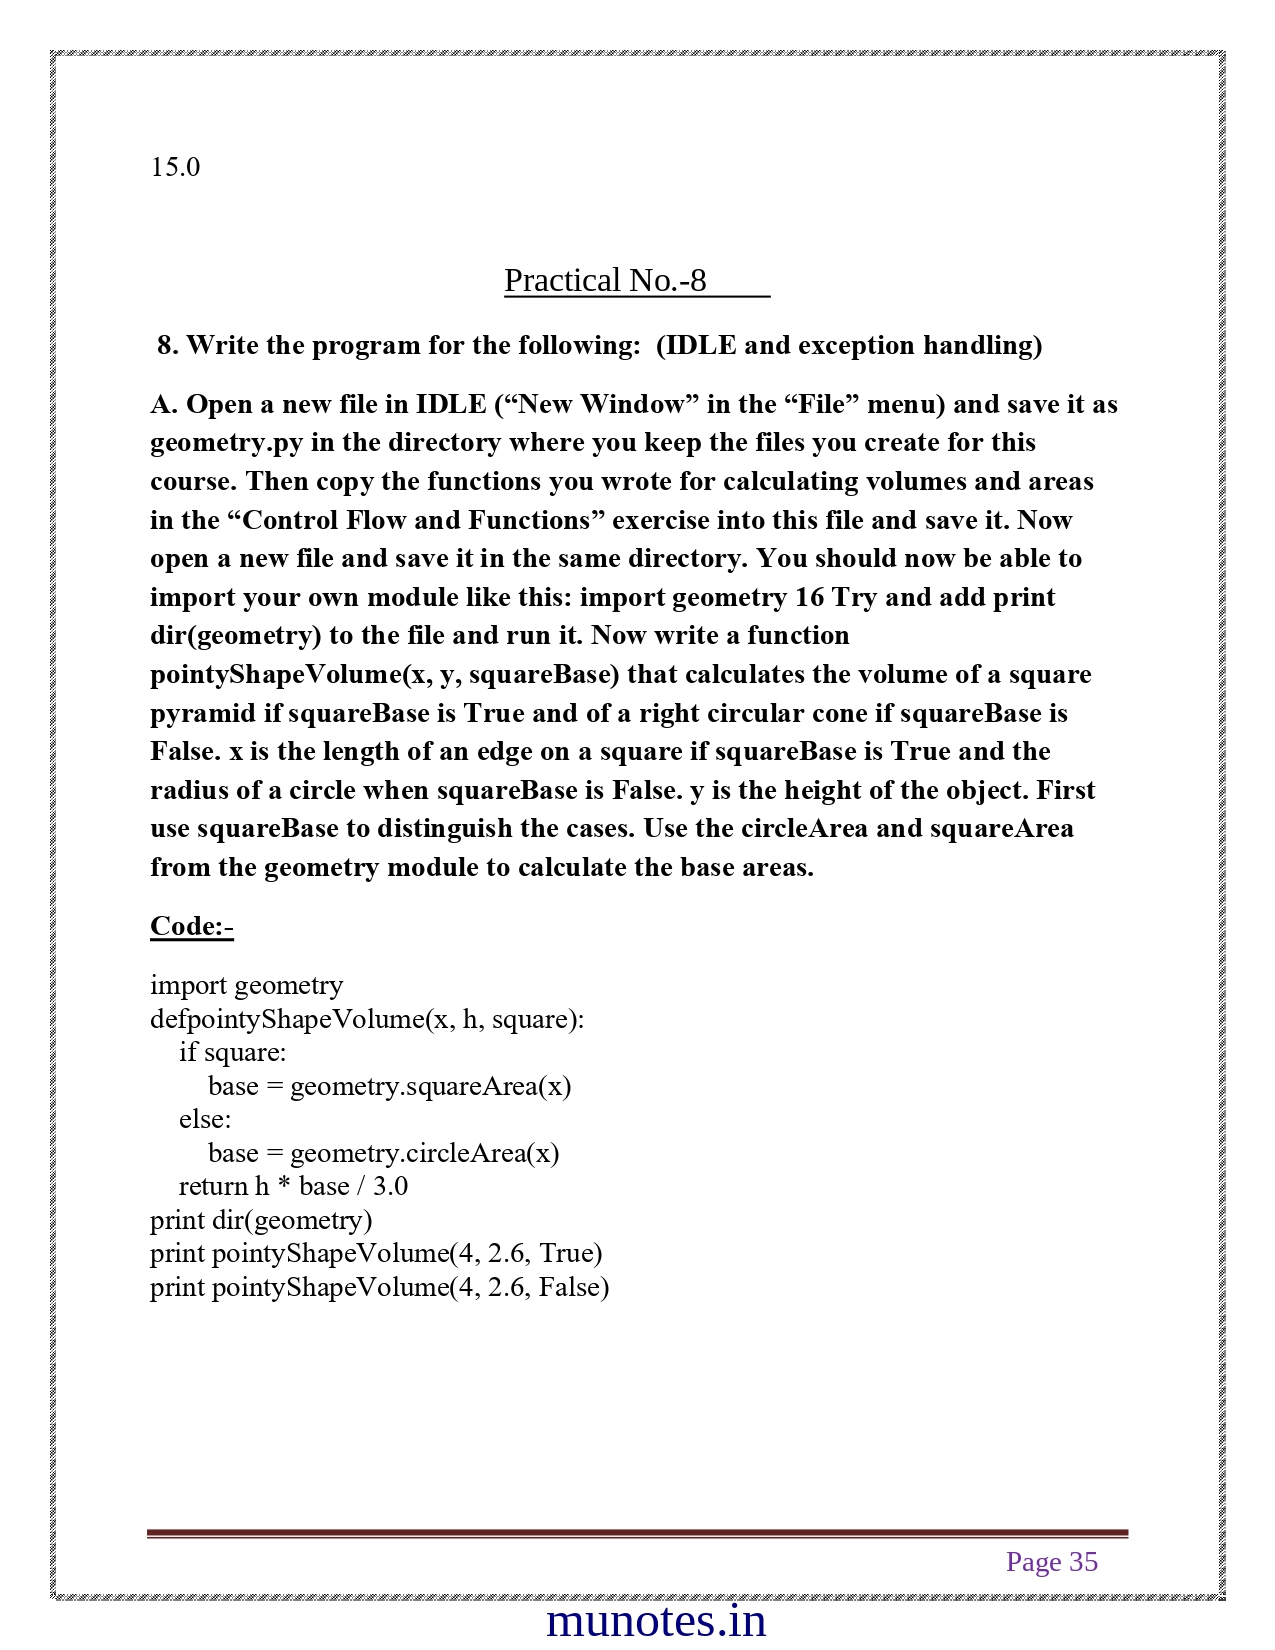 15.0
Practical No.-8
8. Write the program for the following:  (IDLE and exception handling)
A. Open a new file in IDLE (“New Window” in the “File” menu) and save it as
geometry.py in the directory where you keep the files you create for this
course. Then copy the functions you wrote for calculating volumes and areas
in the “Control Flow and Functions” exercise into this file and save it. Now
open a new file and save it in the same directory. You should now be able to
import your own module like this: import geometry 16 Try and add print
dir(geometry) to the file and run it. Now write a function
pointyShapeVolume(x, y, squareBase) that calculates the volume of a square
pyramid if squareBase is True and of a right circular cone if squareBase is
False. x is the length of an edge on a square if squareBase is True and the
radius of a circle when squareBase is False. y is the height of the object. First
use squareBase to distinguish the cases. Use the circleArea and squareArea
from the geometry module to calculate the base areas.
Code:-
import geometry
defpointyShapeVolume(x, h, square):
    if square:
        base = geometry.squareArea(x)
    else:
        base = geometry.circleArea(x)
    return h * base / 3.0
print dir(geometry)
print pointyShapeVolume(4, 2.6, True)
print pointyShapeVolume(4, 2.6, False)
Page 35
munotes.in